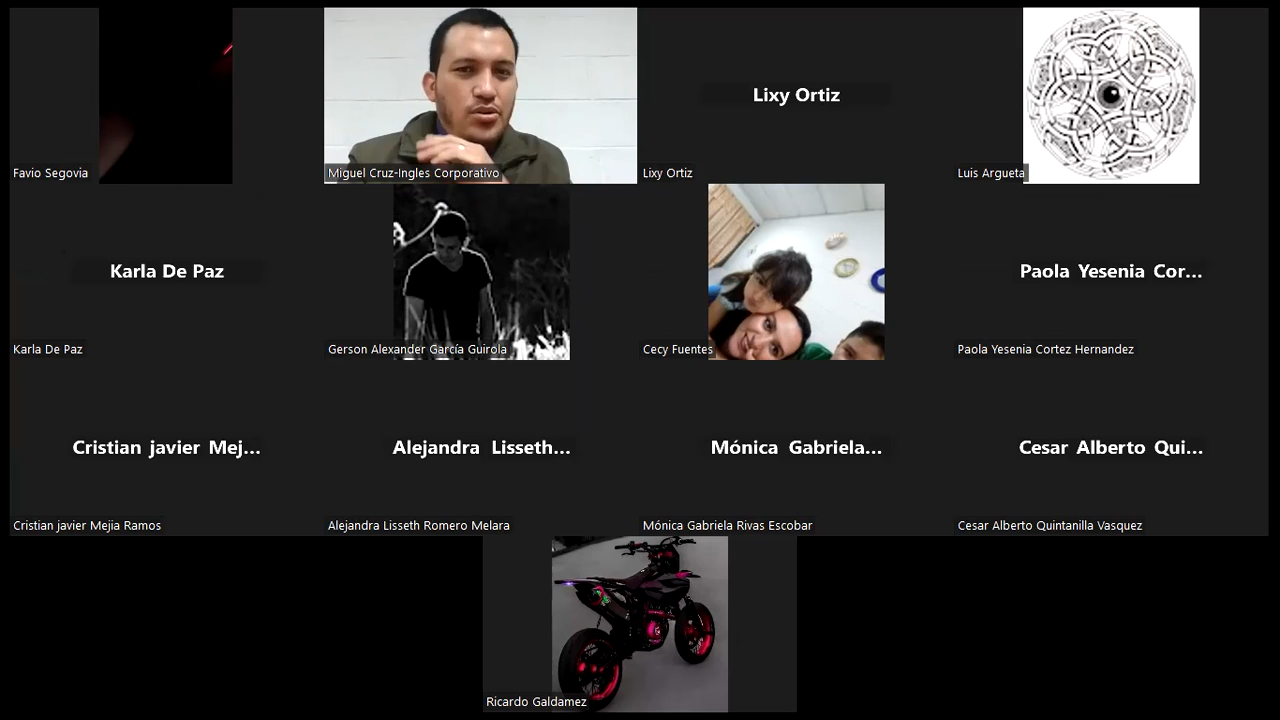 Lixy Ortiz
Favio Segovia
Miguel Cruz-Ingles Corporativo
Lixy Ortiz
Luis Argueta
Karla De Paz
Paola Yesenia Cor...
Karla De Paz
Gerson Alexander García Guirola
Cecy Fuentes
Paola Yesenia Cortez Hernandez
Cristian javier Mej...
Alejandra Lisseth...
Mónica Gabriela...
Cesar Alberto Qui...
Cristian javier Mejia Ramos
Alejandra Lisseth Romero Melara
Mónica Gabriela Rivas Escobar
Cesar Alberto Quintanilla Vasquez
Ricardo Galdamez